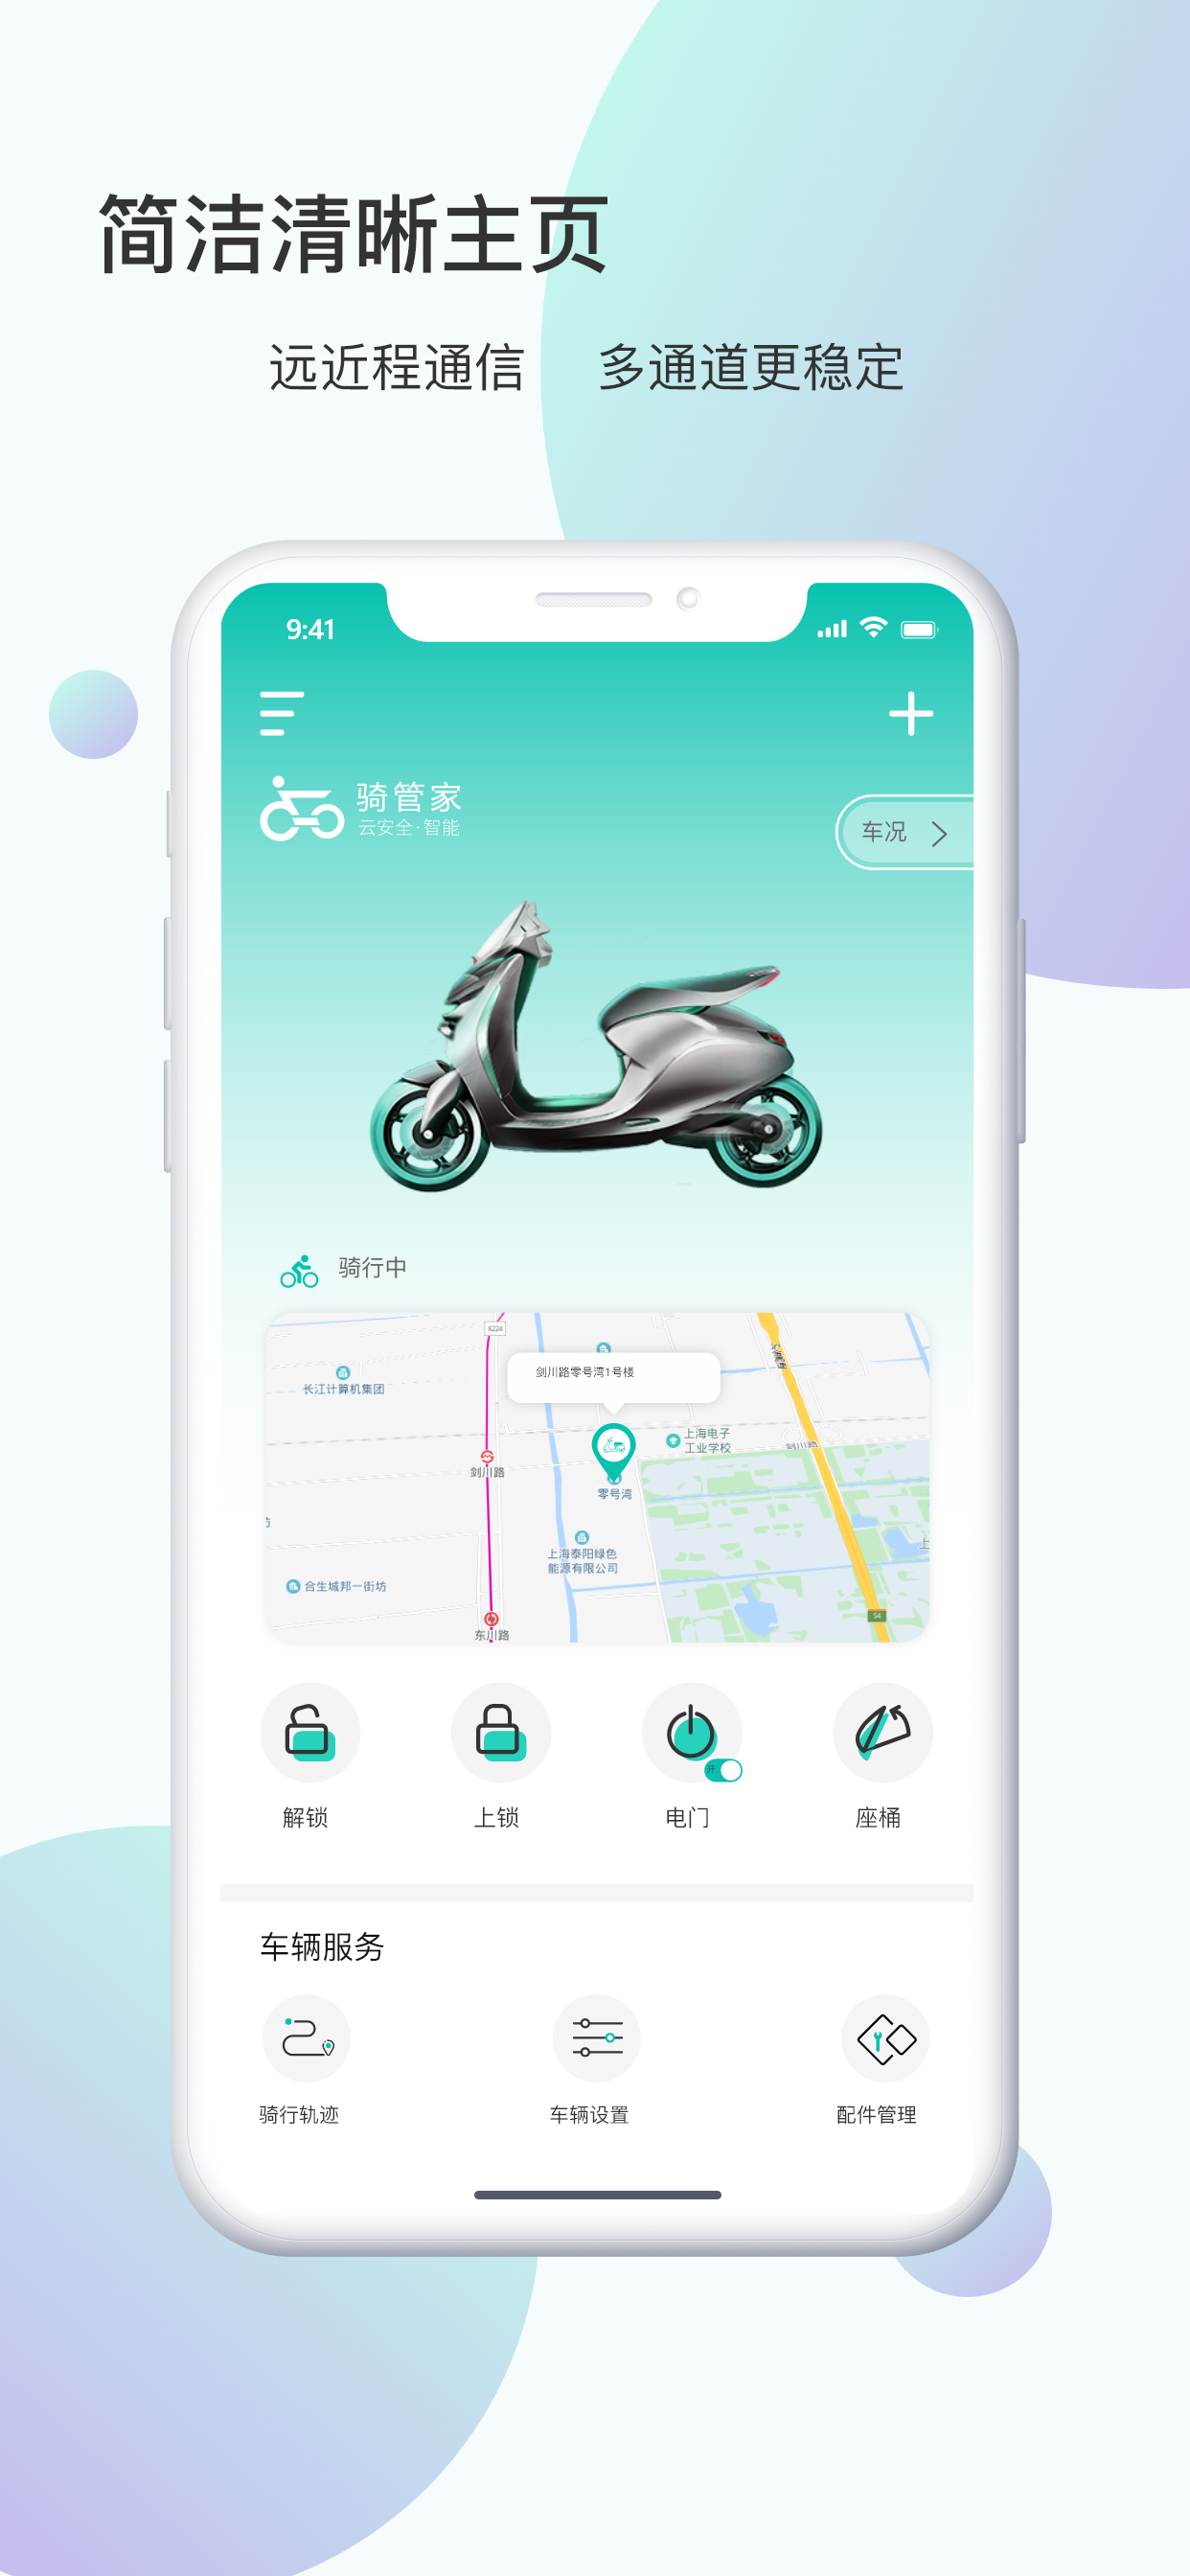 简洁清晰主页
远近程通信 多通道更稳定
9:41
骑管家
云安全·智能
车况
骑行中
X224
剑川路零号湾1号楼
长江计算机集团
上海电子
工业学校
剑川路
剑川路
零号湾
上海泰阳绿色
能源有限公司
合生城邦一街坊
S4
东川路
解锁
上锁
电门
开
座桶
车辆服务
骑行轨迹
车辆设置
配件管理